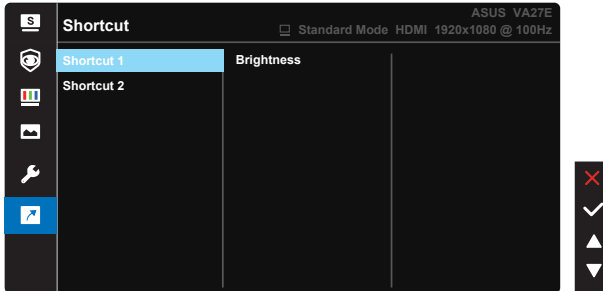 S
Shortcut
ASUS VA27E
Standard Mode HDMI 1920x1080 @ 100Hz
Shortcut 1
Brightness
Shortcut 2